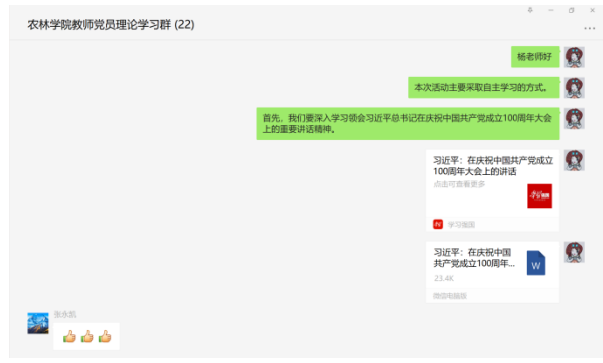 农林学院教师党员理论学习群 (22)
杨老师好
本次活动主要采取自主学习的方式。
首先，我们要深入学习领会习近平总书记在庆祝中国共产党成立100周年大会
上的重要讲话精神。
习近平：在庆祝中国共产党成立
100周年大会上的讲话
点击可查看更多
学习强国
习近平：在庆祝中国
共产党成立100周年...
W
23.4K
微信电脑版
张永凯